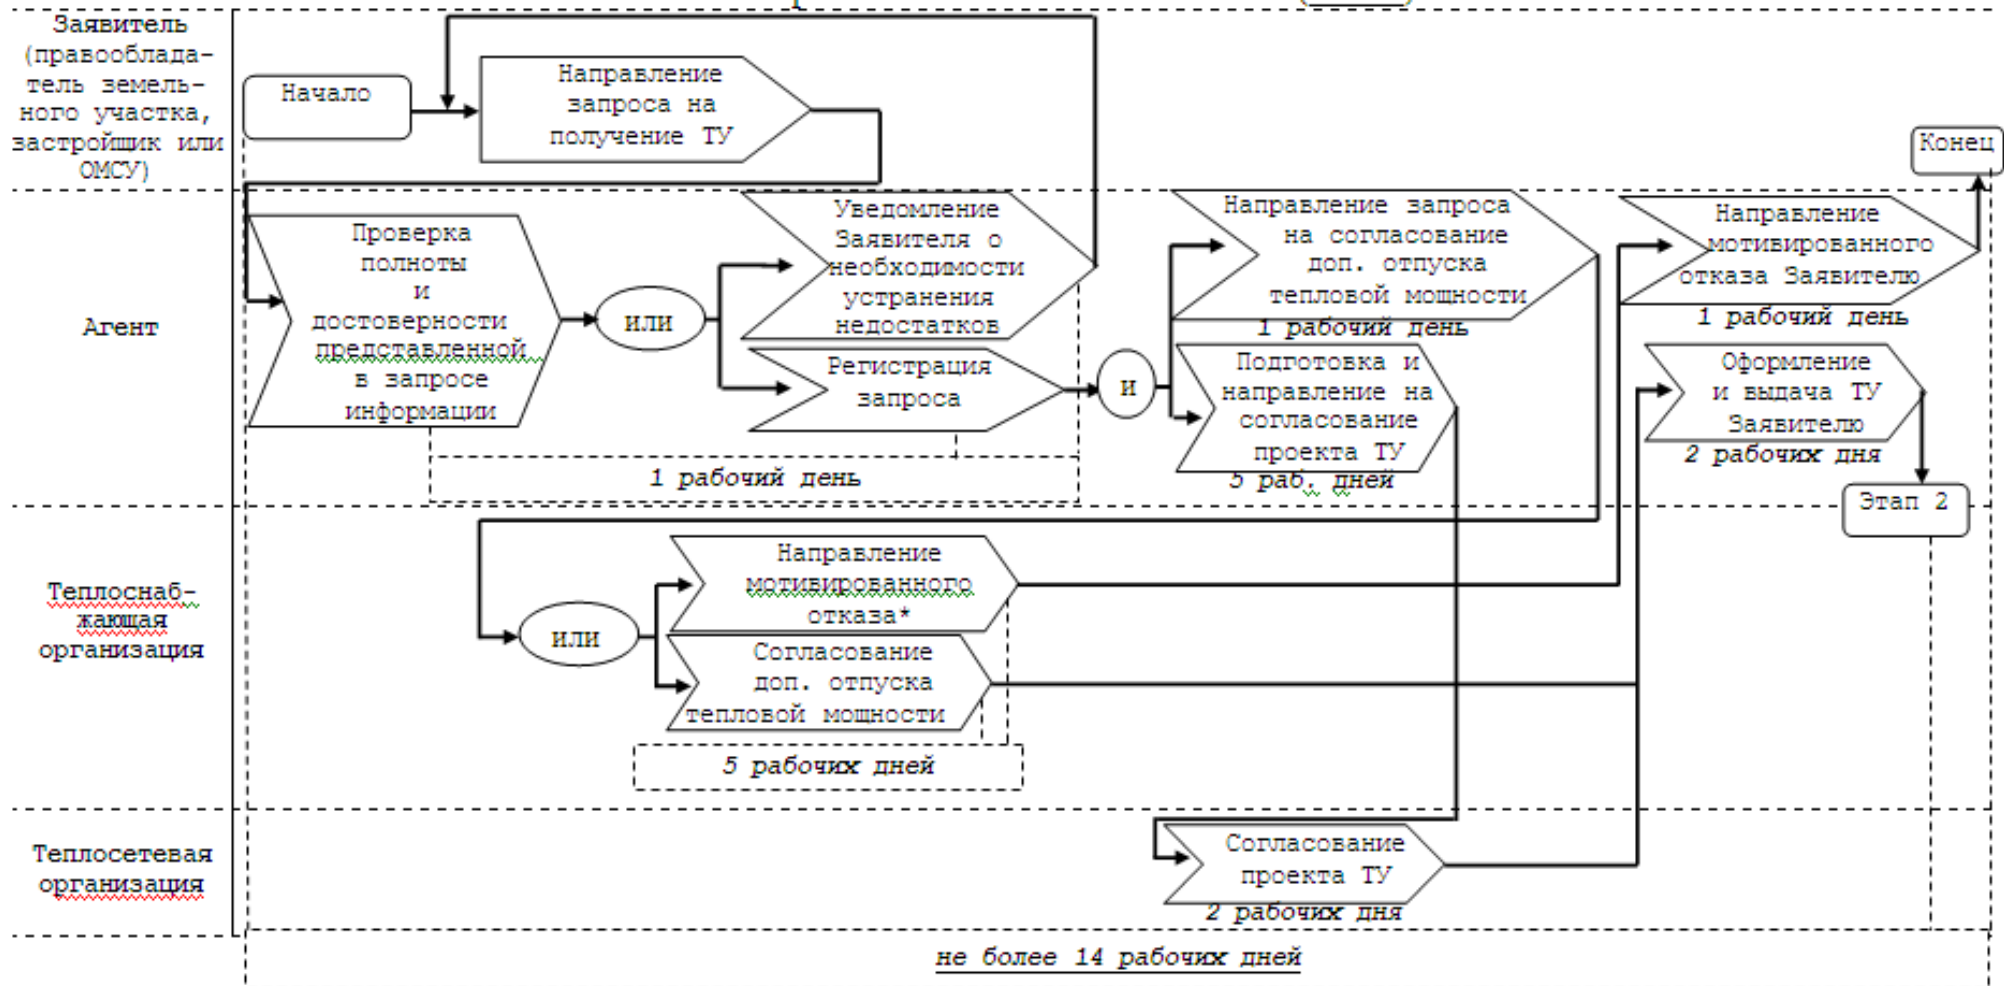 Заявитель
(правооблада-
тель земель-
ного участка,
застройщик или
ОМСУ)
Начало
Направление
запроса на
получение ТУ
Конец
Агент
Проверка
полноты
и
достоверности
представленной
в запросе
информации
или
Уведомление
Заявителя о
необходимости
устранения
недостатков
Регистрация
запроса
1 рабочий день
и
Направление запроса
на согласование
доп. отпуска
тепловой мощности
1 рабочий день
Подготовка и
направление на
согласование
проекта ТУ
5 раб. дней
Направление
мотивированного
отказа Заявителю
1 рабочий день
Оформление
и выдача ТУ
Заявителю
2 рабочих дня
Этап 2
Теплоснаб-
жающая
организация
или
Направление
мотивированного
отказа*
Согласование
доп. отпуска
тепловой мощности
5 рабочих дней
Теплосетевая
организация
Согласование
проекта ТУ
2 рабочих дня
не более 14 рабочих дней